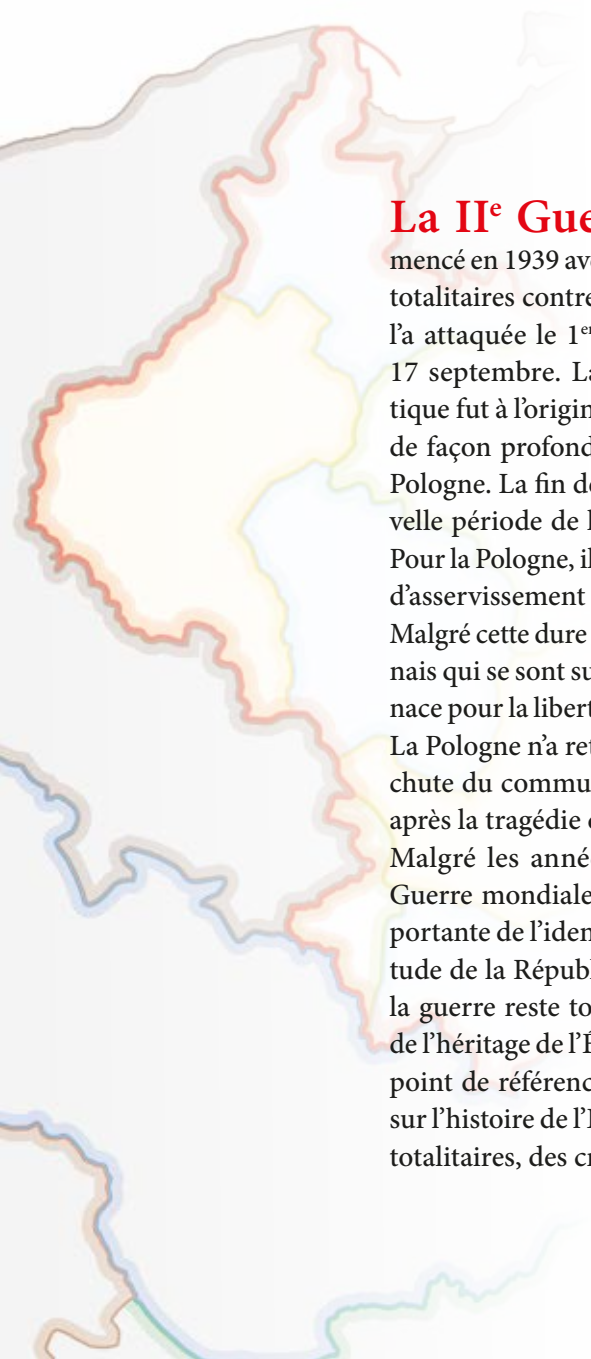 La IIe Gue
mencé en 1939 ave
totalitaires contre
l’a attaquée le 1er
17 septembre. La
tique fut à l’origin
de façon profond
Pologne. La fin de
velle période de l
Pour la Pologne, il
d’asservissement
Malgré cette dure
nais qui se sont su
nace pour la libert
La Pologne n’a ret
chute du commu
après la tragédie d
Malgré les anné
Guerre mondiale
portante de l’iden
tude de la Républ
la guerre reste to
de l’héritage de l’É
point de référenc
sur l’histoire de l’I
totalitaires, des cr